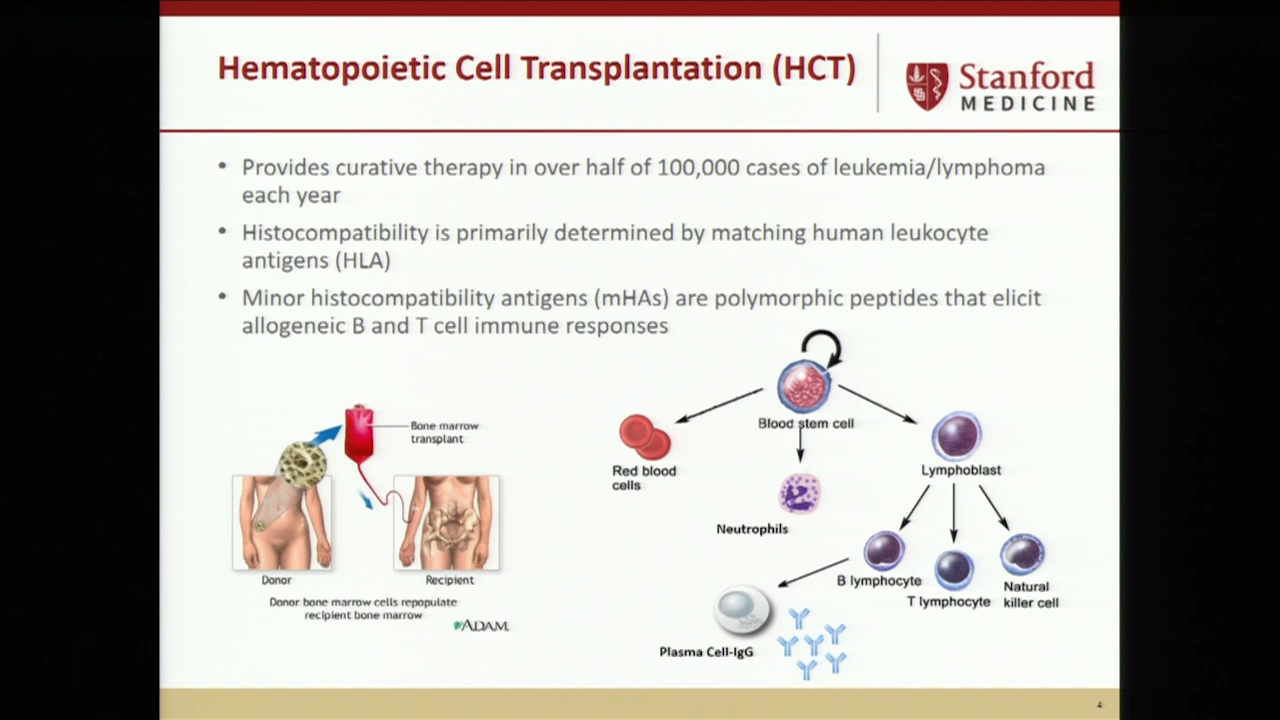 Hematopoietic Cell Transplantation (HCT)
Stanford
MEDICINE
• Provides curative therapy in over half of 100,000 cases of leukemia/lymphoma
each year
• Histocompatibility is primarily determined by matching human leukocyte
antigens (HLA)
• Minor histocompatibility antigens (mHAs) are polymorphic peptides that elicit
allogeneic B and T cell immune responses
Bone marrow
transplant
Donor
Recipient
Donor bone marrow cells repopulate
recipient bone marrow
ADAM
Blood stem cell
Red blood
cells
Lymphoblast
Neutrophils
B lymphocyte
T lymphocyte
Natural
killer cell
Plasma Cell-IgG
4